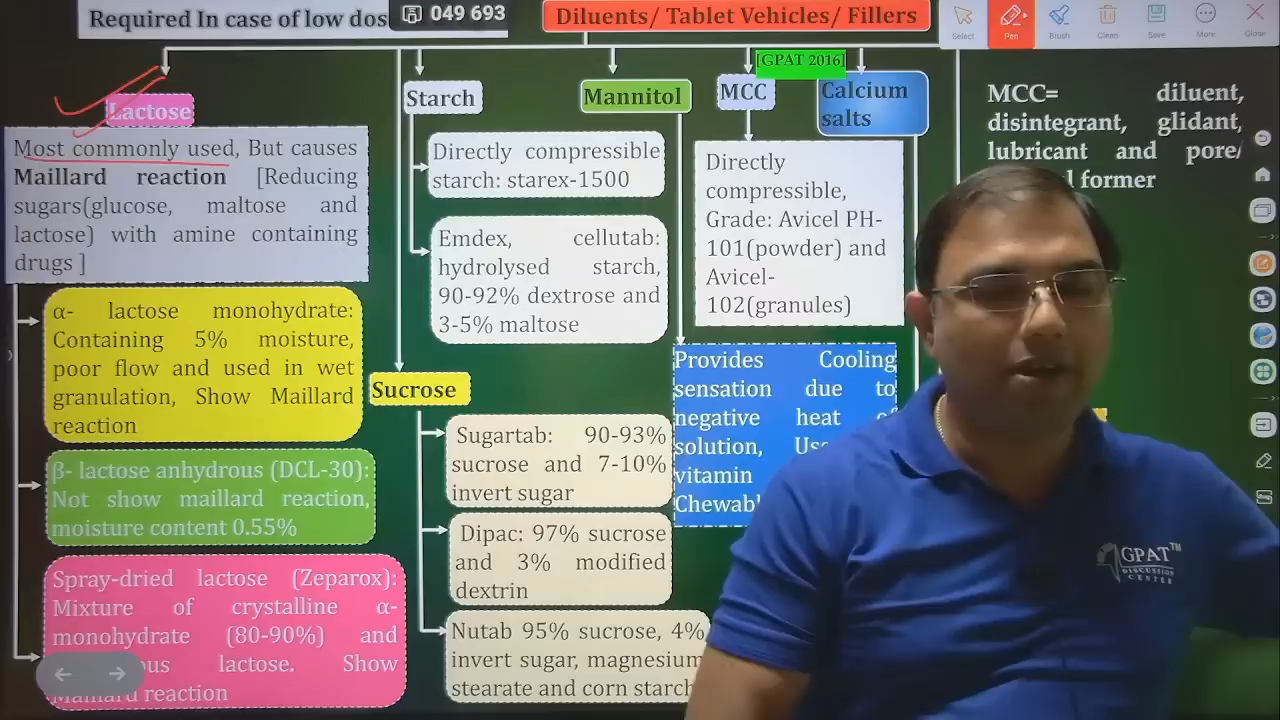 Required In case of low dos
049 693
Diluents/ Tablet Vehicles/ Fillers
Select
Pen
Brush
Clean
Save
More
Close
[GPAT 2016]
Lactose
Most commonly used, But causes
Maillard reaction [Reducing
sugars(glucose, maltose and
lactose) with amine containing
drugs ]
α- lactose monohydrate:
Containing 5% moisture,
poor flow and used in wet
granulation, Show Maillard
reaction
β- lactose anhydrous (DCL-30):
Not show maillard reaction,
moisture content 0.55%
Spray-dried lactose (Zeparox):
Mixture of crystalline α-
monohydrate (80-90%) and
lactose. Show
reaction
Starch
Directly compressible
starch: starex-1500
Emdex, cellutab:
hydrolysed starch,
90-92% dextrose and
3-5% maltose
Sucrose
Sugartab: 90-93%
sucrose and 7-10%
invert sugar
Dipac: 97% sucrose
and 3% modified
dextrin
Nutab 95% sucrose, 4%
invert sugar, magnesium
stearate and corn starch
Mannitol
Provides Cooling
sensation due to
negative heat of
solution,
vitamin
MCC
Directly
compressible,
Grade: Avicel PH-
101(powder) and
Avicel-
102(granules)
Calcium
salts
MCC= diluent,
disintegrant, glidant,
lubricant and pore/
former
GPAT™
DISCUSSION
CENTER